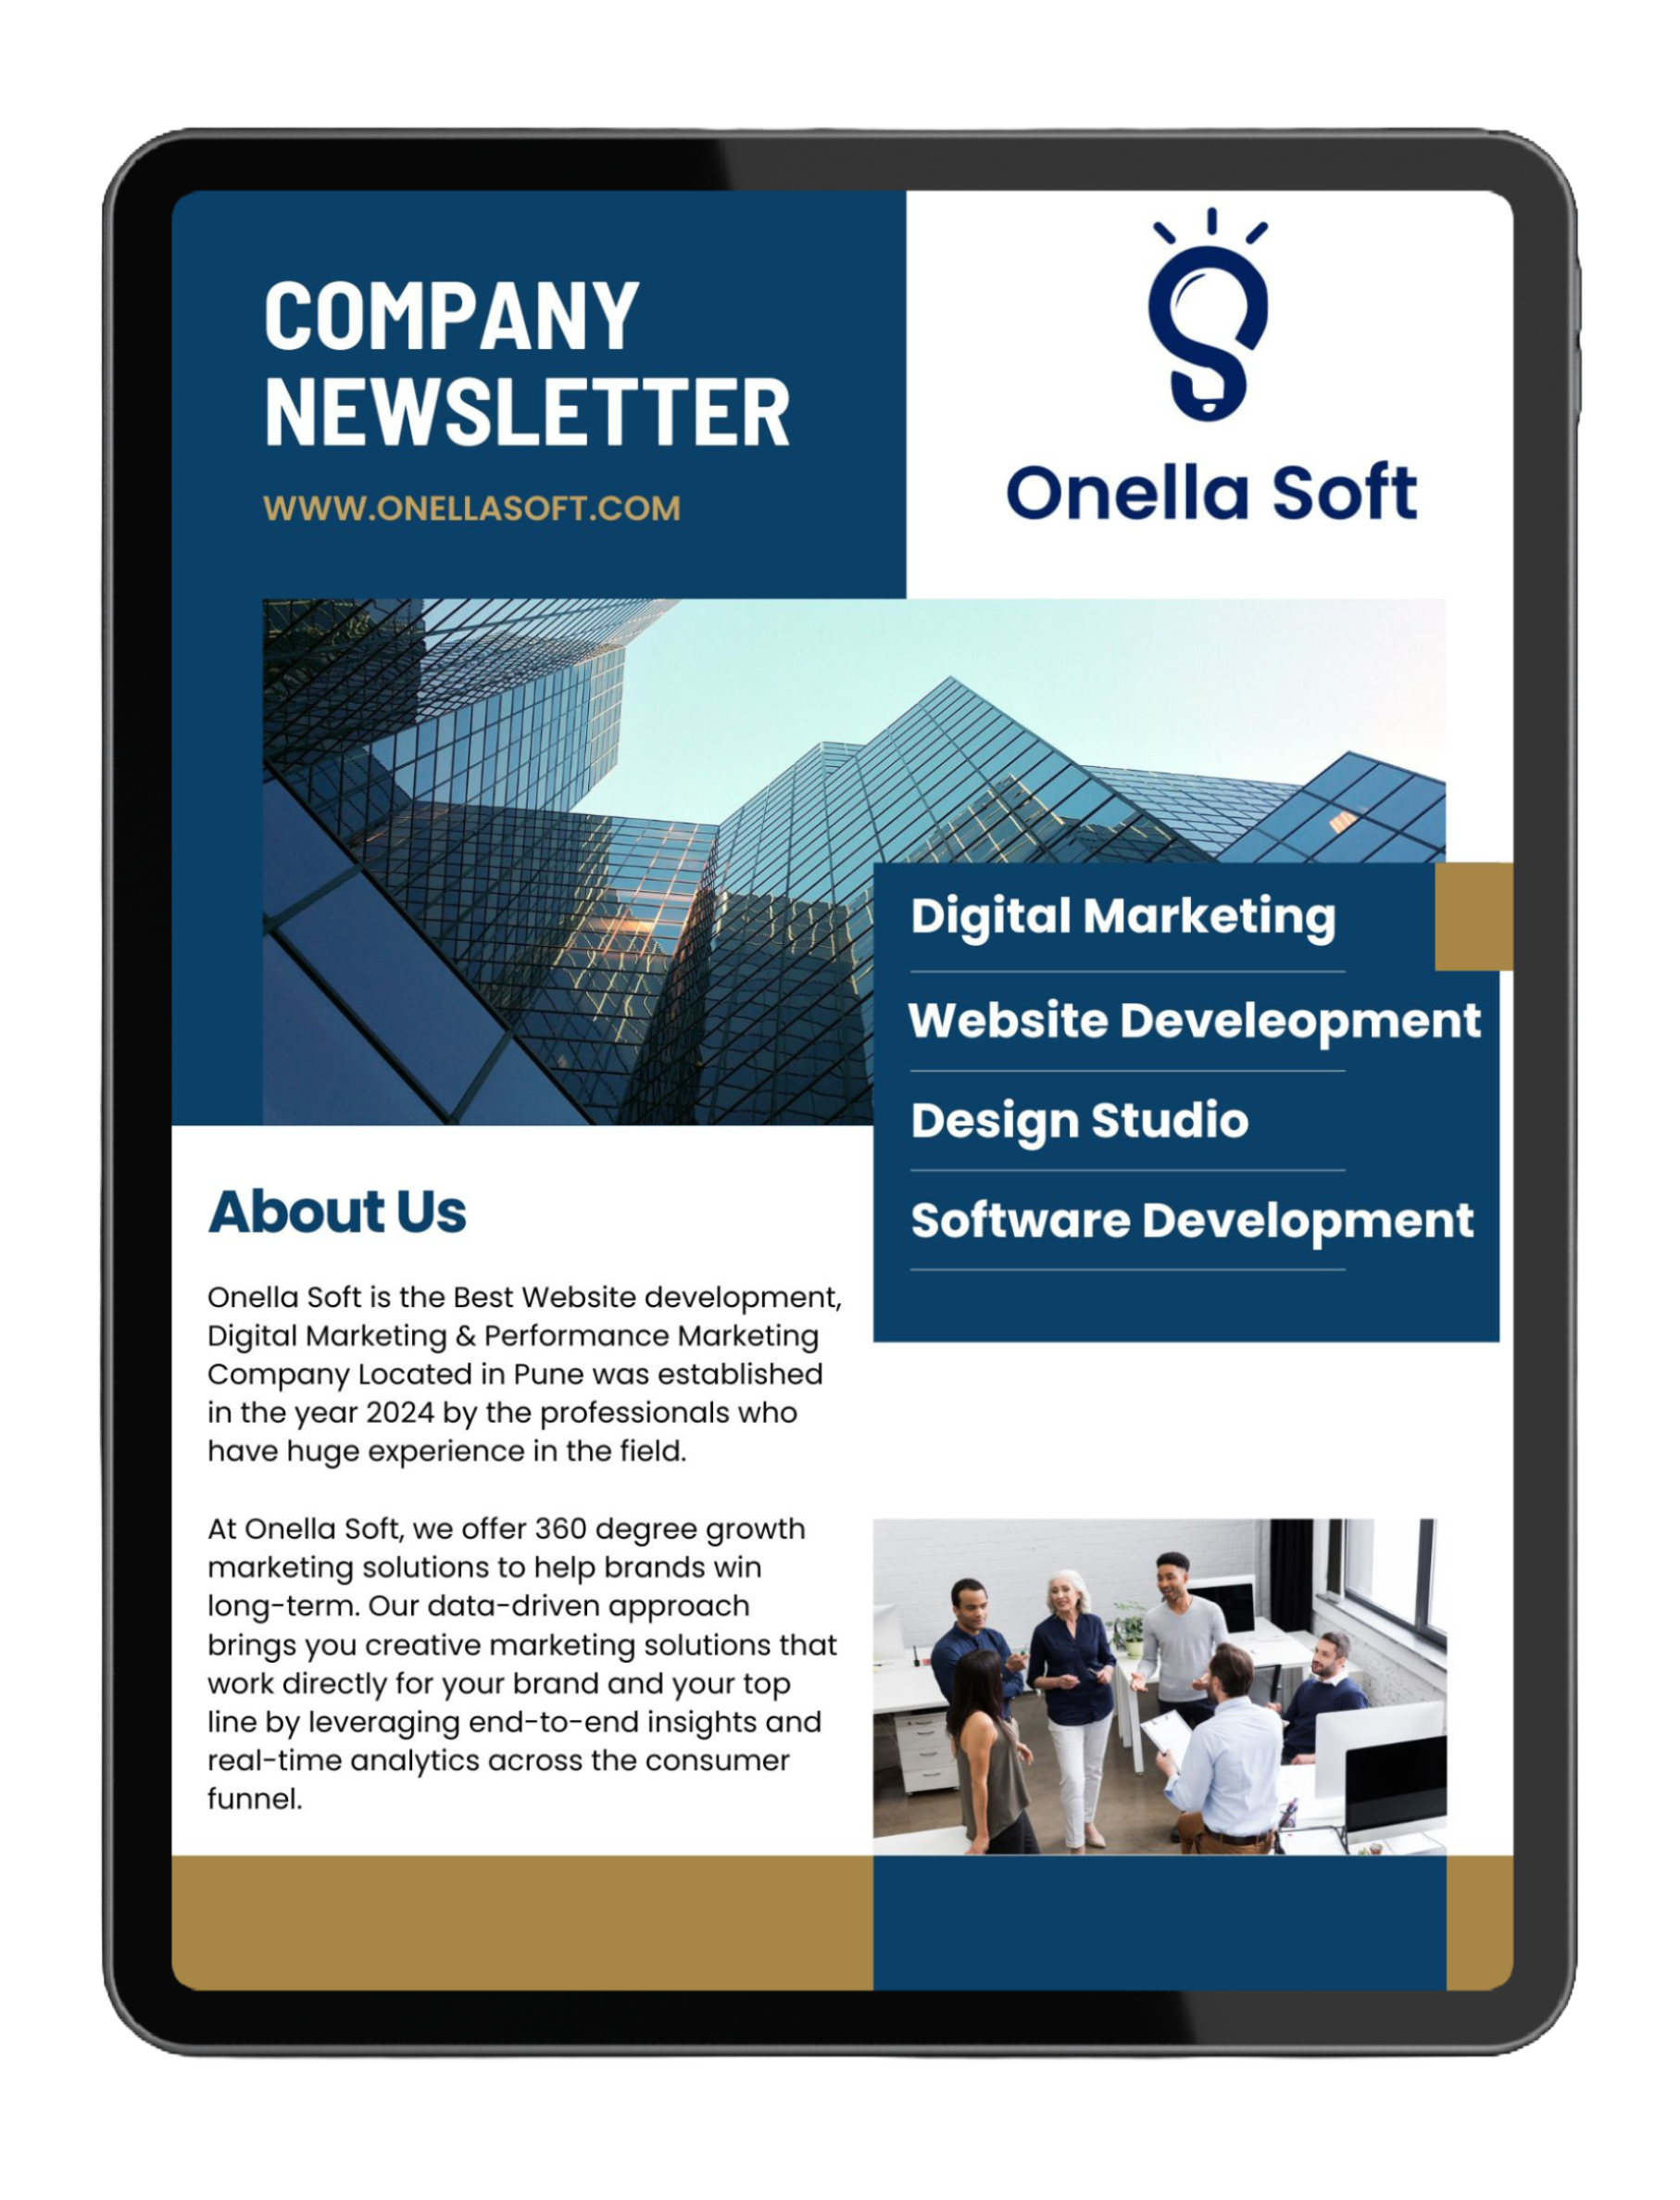 COMPANY
NEWSLETTER
WWW.ONELLASOFT.COM
Onella Soft
Digital Marketing
Website Develeopment
Design Studio
Software Development
About Us
Onella Soft is the Best Website development,
Digital Marketing & Performance Marketing
Company Located in Pune was established
in the year 2024 by the professionals who
have huge experience in the field.
At Onella Soft, we offer 360 degree growth
marketing solutions to help brands win
long-term. Our data-driven approach
brings you creative marketing solutions that
work directly for your brand and your top
line by leveraging end-to-end insights and
real-time analytics across the consumer
funnel.